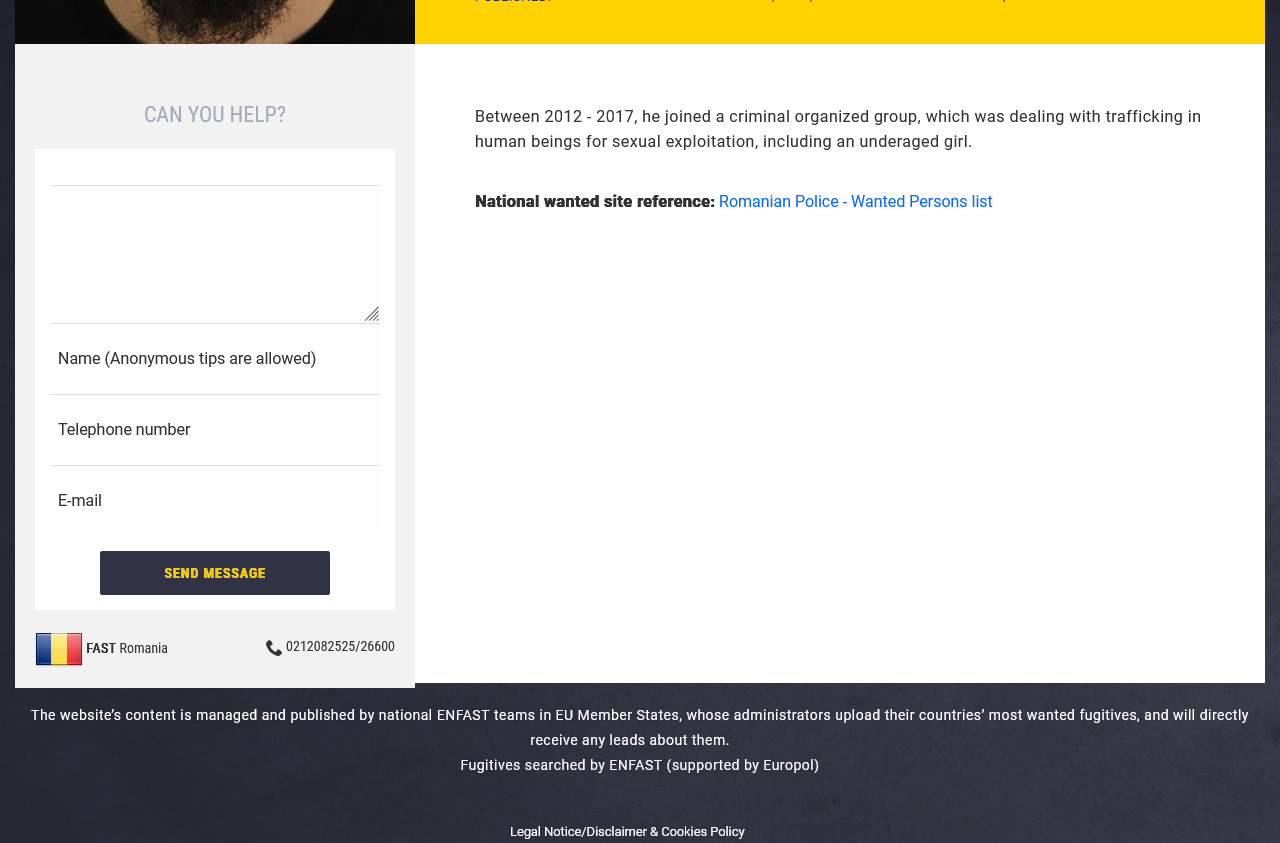 CAN YOU HELP?
Between 2012 - 2017, he joined a criminal organized group, which was dealing with trafficking in
human beings for sexual exploitation, including an underaged girl.
National wanted site reference: Romanian Police - Wanted Persons list
Name (Anonymous tips are allowed)
Telephone number
E-mail
SEND MESSAGE
FAST Romania
0212082525/26600
The website’s content is managed and published by national ENFAST teams in EU Member States, whose administrators upload their countries’ most wanted fugitives, and will directly
receive any leads about them.
Fugitives searched by ENFAST (supported by Europol)
Legal Notice/Disclaimer & Cookies Policy